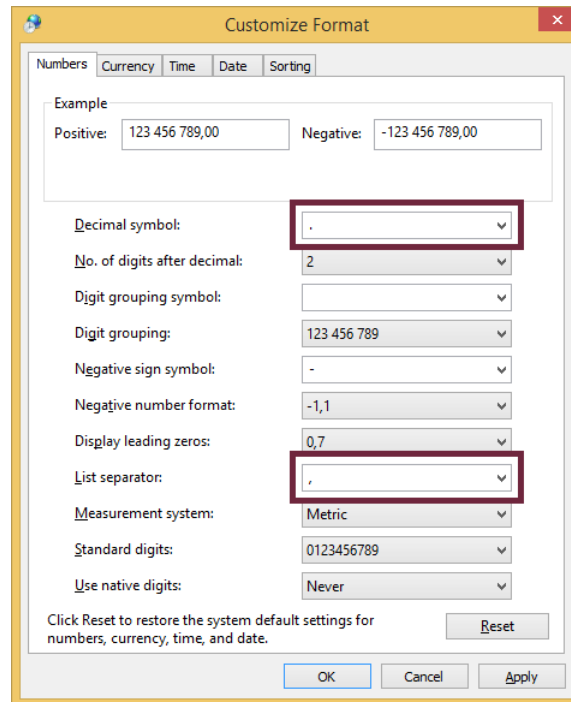 Customize Format
Numbers Currency Time Date Sorting
Example
Positive: 123 456 789,00 Negative: -123 456 789,00
Decimal symbol: .
No. of digits after decimal: 2
Digit grouping symbol:
Digit grouping: 123 456 789
Negative sign symbol: -
Negative number format: -1,1
Display leading zeros: 0,7
List separator: ,
Measurement system: Metric
Standard digits: 0123456789
Use native digits: Never
Click Reset to restore the system default settings for
numbers, currency, time, and date.
Reset
OK Cancel Apply